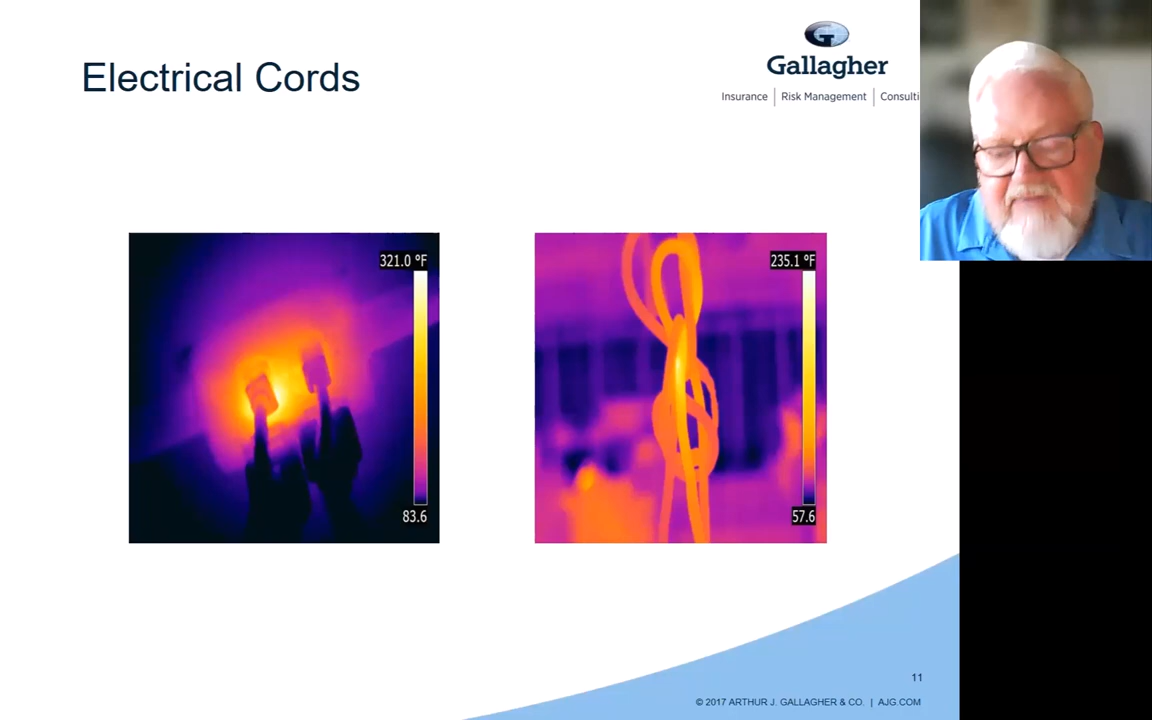 Electrical Cords
Gallagher
Insurance | Risk Management | Consulti
321.0 °F
83.6
235.1 °F
57.6
11
© 2017 ARTHUR J. GALLAGHER & CO. | AJG.COM